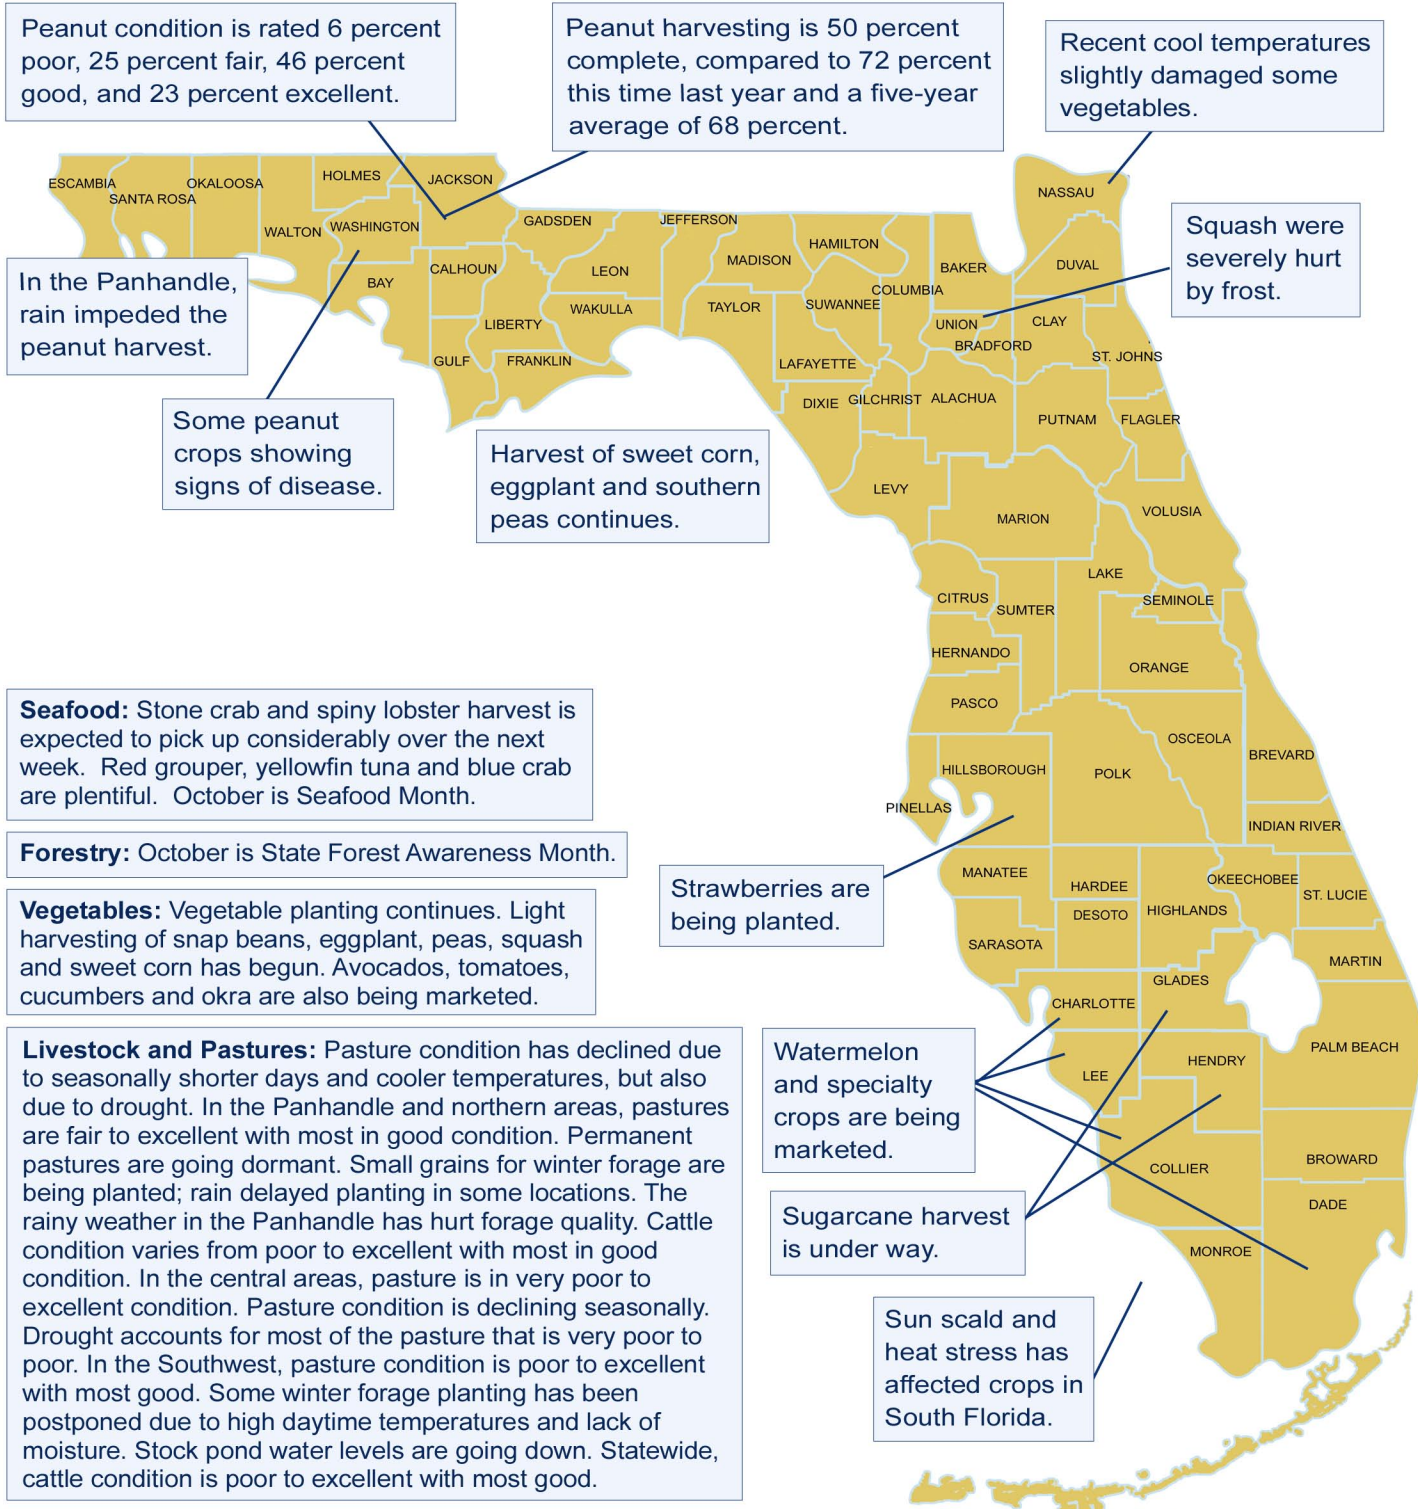 Peanut condition is rated 6 percent
poor, 25 percent fair, 46 percent
good, and 23 percent excellent.
Peanut harvesting is 50 percent
complete, compared to 72 percent
this time last year and a five-year
average of 68 percent.
Recent cool temperatures
slightly damaged some
vegetables.
Squash were
severely hurt
by frost.
In the Panhandle,
rain impeded the
peanut harvest.
Some peanut
crops showing
signs of disease.
Harvest of sweet corn,
eggplant and southern
peas continues.
ESCAMBIA
SANTA ROSA
OKALOOSA
WALTON
HOLMES
WASHINGTON
JACKSON
BAY
CALHOUN
GULF
LIBERTY
GADSDEN
FRANKLIN
LEON
WAKULLA
JEFFERSON
MADISON
TAYLOR
HAMILTON
SUWANNEE
LAFAYETTE
DIXIE
COLUMBIA
GILCHRIST
BAKER
UNION
BRADFORD
ALACHUA
NASSAU
DUVAL
CLAY
ST. JOHNS
PUTNAM
FLAGLER
LEVY
MARION
VOLUSIA
CITRUS
SUMTER
LAKE
SEMINOLE
HERNANDO
ORANGE
PASCO
OSCEOLA
BREVARD
HILLSBOROUGH
POLK
PINELLAS
INDIAN RIVER
MANATEE
HARDEE
OKEECHOBEE
ST. LUCIE
DESOTO
HIGHLANDS
SARASOTA
MARTIN
GLADES
CHARLOTTE
PALM BEACH
HENDRY
LEE
COLLIER
BROWARD
DADE
MONROE
Seafood: Stone crab and spiny lobster harvest is
expected to pick up considerably over the next
week. Red grouper, yellowfin tuna and blue crab
are plentiful. October is Seafood Month.
Forestry: October is State Forest Awareness Month.
Vegetables: Vegetable planting continues. Light
harvesting of snap beans, eggplant, peas, squash
and sweet corn has begun. Avocados, tomatoes,
cucumbers and okra are also being marketed.
Livestock and Pastures: Pasture condition has declined due
to seasonally shorter days and cooler temperatures, but also
due to drought. In the Panhandle and northern areas, pastures
are fair to excellent with most in good condition. Permanent
pastures are going dormant. Small grains for winter forage are
being planted; rain delayed planting in some locations. The
rainy weather in the Panhandle has hurt forage quality. Cattle
condition varies from poor to excellent with most in good
condition. In the central areas, pasture is in very poor to
excellent condition. Pasture condition is declining seasonally.
Drought accounts for most of the pasture that is very poor to
poor. In the Southwest, pasture condition is poor to excellent
with most good. Some winter forage planting has been
postponed due to high daytime temperatures and lack of
moisture. Stock pond water levels are going down. Statewide,
cattle condition is poor to excellent with most good.
Strawberries are
being planted.
Watermelon
and specialty
crops are being
marketed.
Sugarcane harvest
is under way.
Sun scald and
heat stress has
affected crops in
South Florida.